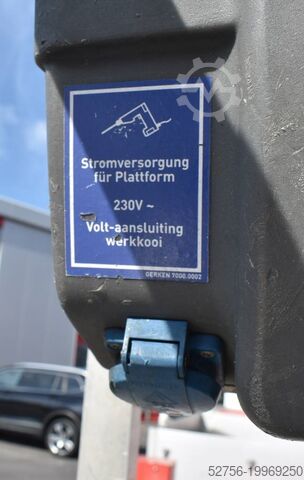 Stromversorgung
für Plattform
230V ~
Volt-aansluiting
werkkooi
GERKEN 7000.0002
52756-19969250